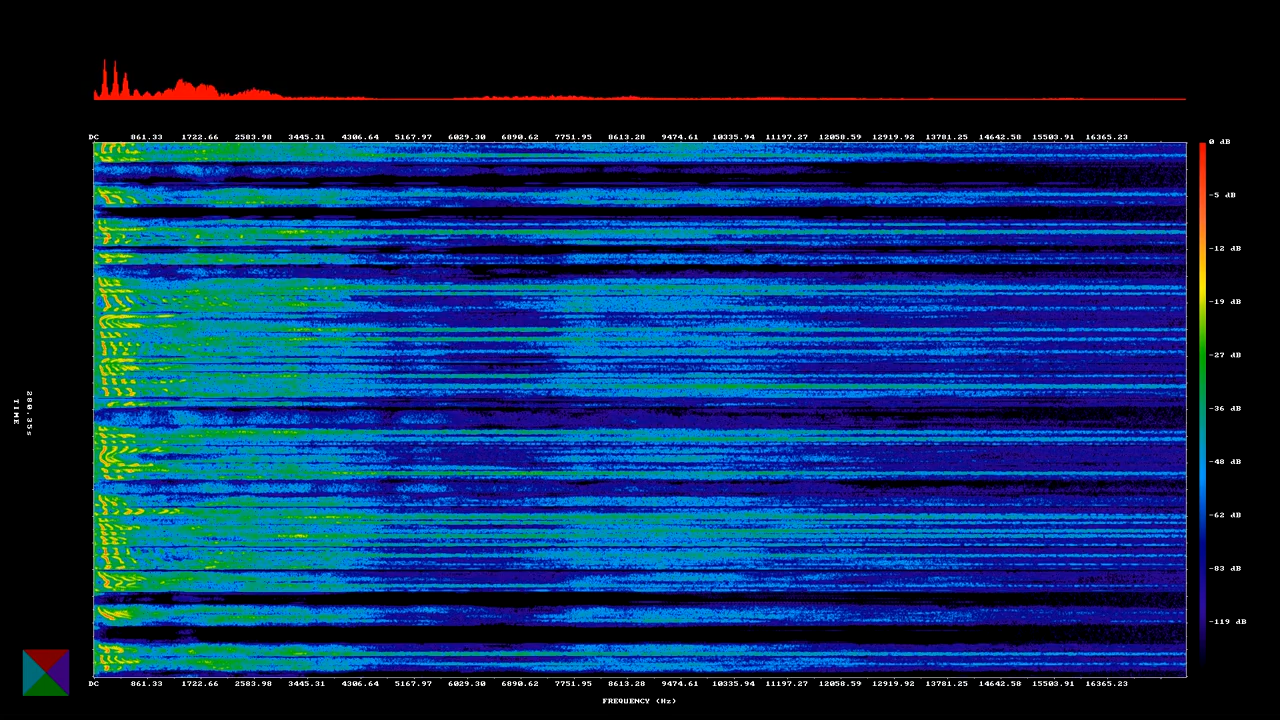 DC 861.33 1722.66 2583.98 3445.31 4306.64 5167.97 6029.30 6890.62 7751.95 8613.28 9474.61 10335.94 11197.27 12058.59 12919.92 13781.25 14642.58 15503.91 16365.23
0 dB
-5 dB
-12 dB
-19 dB
-27 dB
-36 dB
-48 dB
-62 dB
-83 dB
-119 dB
280.35s
TIME
DC 861.33 1722.66 2583.98 3445.31 4306.64 5167.97 6029.30 6890.62 7751.95 8613.28 9474.61 10335.94 11197.27 12058.59 12919.92 13781.25 14642.58 15503.91 16365.23
FREQUENCY (Hz)